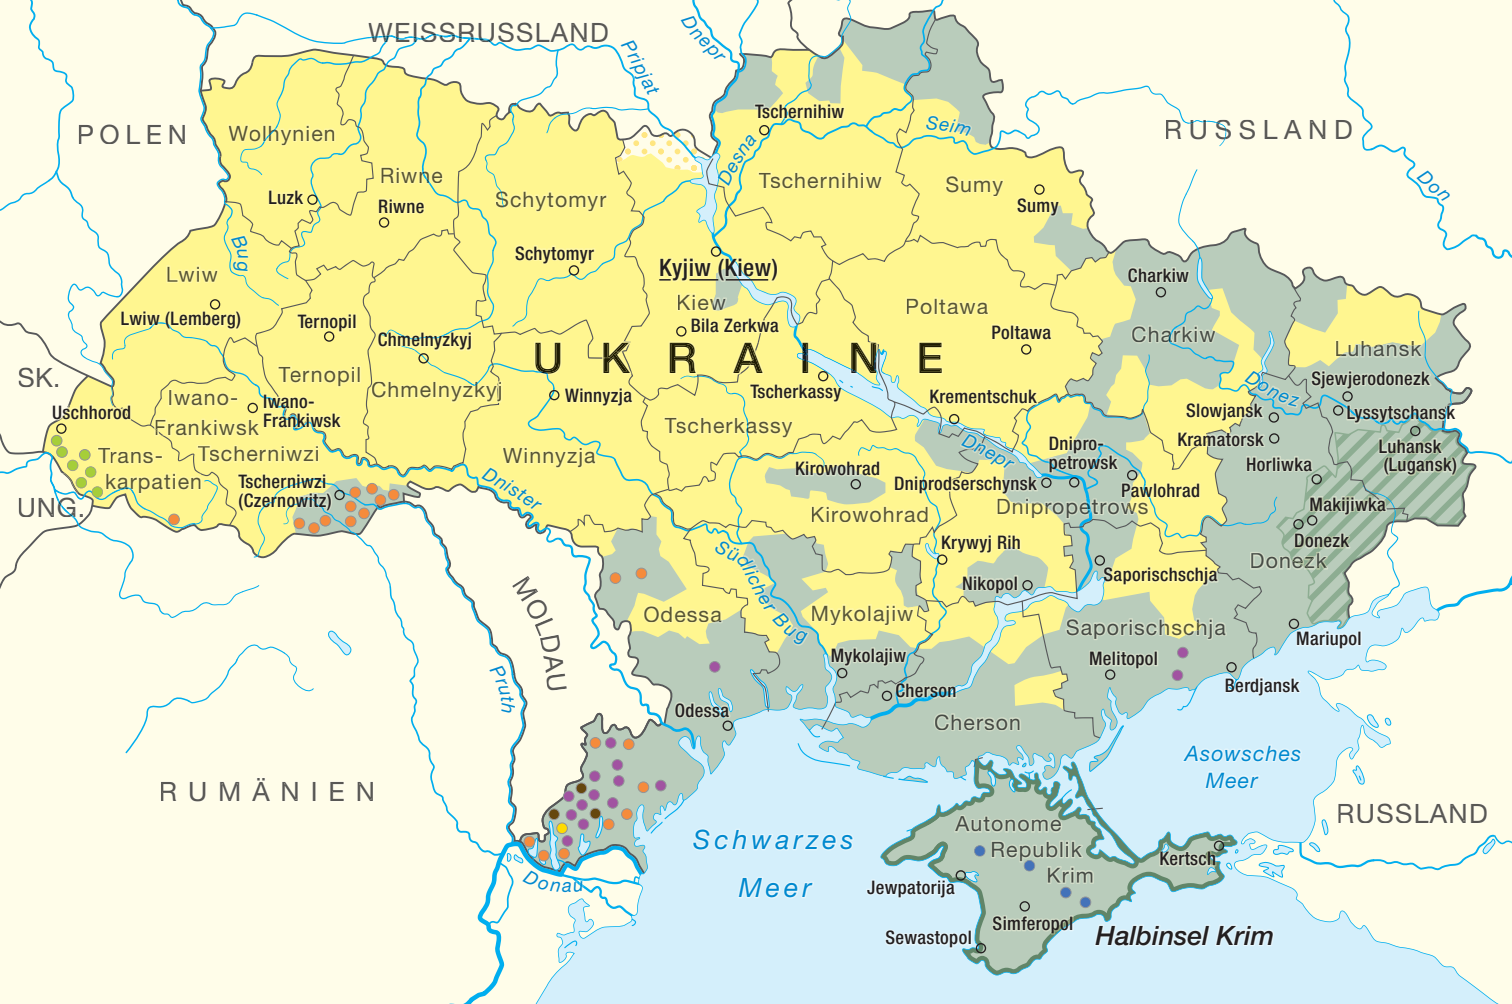 WEISSRUSSLAND
Dnepr
Pripjat
POLEN
Wolhynien
Tschernihiw
Seim
RUSSLAND
Don
Riwne
Desna
Luzk
Riwne
Schytomyr
Tschernihiw
Sumy
Sumy
Bug
Schytomyr
Kyjiw (Kiew)
Lwiw
Charkiw
Kiew
Poltawa
Lwiw (Lemberg)
Ternopil
Bila Zerkwa
Poltawa
Charkiw
Chmelnyzkyj
UKRAINE
Luhansk
SK.
Ternopil
Chmelnyzkyj
Winnyzja
Tscherkassy
Krementschuk
Donez
Sjewjerodonezk
Iwano-
Frankiwsk
Iwano-
Frankiwsk
Uschhorod
Slowjansk
Lyssytschansk
Tscherkassy
Kramatorsk
Trans-
karpatien
Tscherniwzi
Winnyzja
Dnepr
Dnipro-
petrowsk
Luhansk
(Lugansk)
Horliwka
Tscherniwzi
(Czernowitz)
Dnister
Kirowohrad
Dniprodserschynsk
Pawlohrad
UNG.
Kirowohrad
Dnipropetrows
Makijiwka
Krywyj Rih
Donezk
Donezk
Südlicher Bug
Nikopol
Saporischschja
MOLDAU
Odessa
Mykolajiw
Saporischschja
Mariupol
Mykolajiw
Melitopol
Berdjansk
Pruth
Odessa
Cherson
Cherson
Asowsches
Meer
RUMÄNIEN
RUSSLAND
Schwarzes
Meer
Autonome
Republik
Krim
Kertsch
Donau
Jewpatorija
Simferopol
Sewastopol
Halbinsel Krim